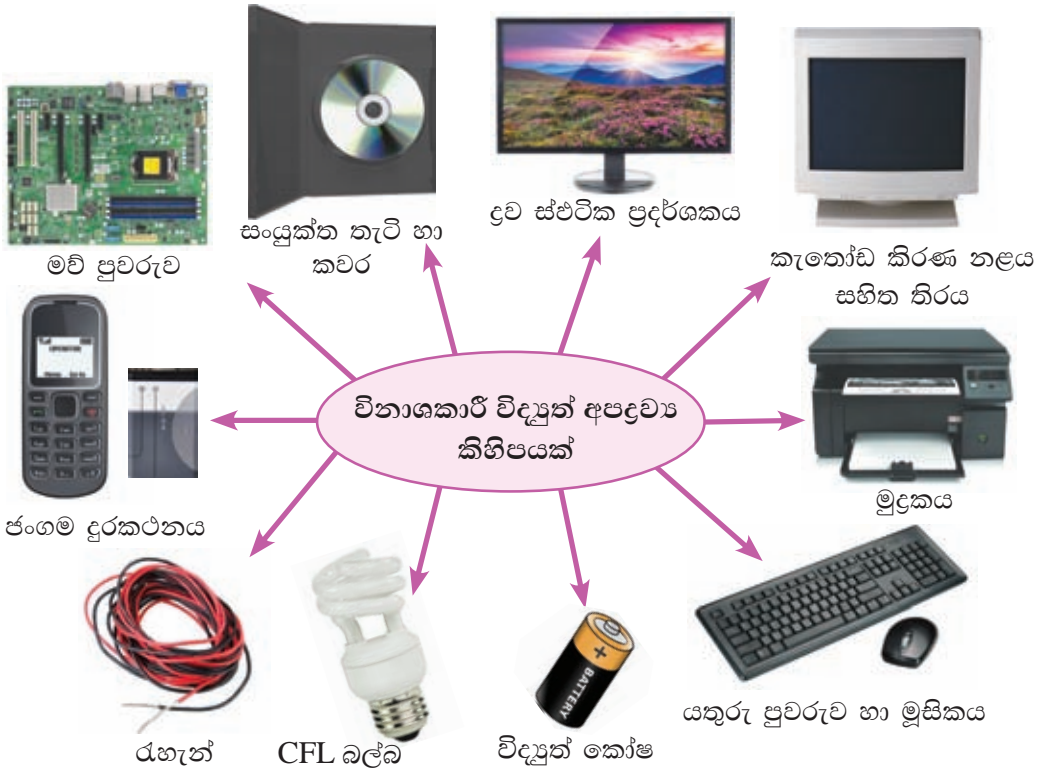 මව් පුවරුව
සංයුක්ත තැටි හා
කවර
ද්‍රව ස්ඵටික ප්‍රදර්ශකය
කැතෝඩ කිරණ නළය
සහිත තිරය
ජංගම දුරකථනය
විනාශකාරී විද්‍යුත් අපද්‍රව්‍ය
කිහිපයක්
මුද්‍රකය
රැහැන්
CFL බල්බ
BATTERY
විද්‍යුත් කෝෂ
යතුරු පුවරුව හා මූසිකය